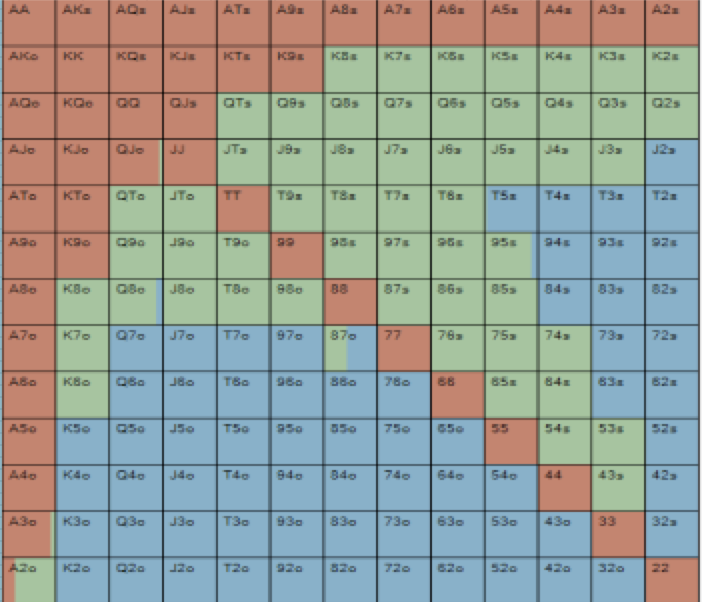 AA AKs AQs AJs ATs A9s A8s A7s A6s A5s A4s A3s A2s
AKo KK KQs KJs KTs K9s K8s K7s K6s K5s K4s K3s K2s
AQo KQo QQ QJs QTs Q9s Q8s Q7s Q6s Q5s Q4s Q3s Q2s
AJo KJo QJo JJ JTs J9s J8s J7s J6s J5s J4s J3s J2s
ATo KTo QTo JTo TT T9s T8s T7s T6s T5s T4s T3s T2s
A9o K9o Q9o J9o T9o 99 98s 97s 96s 95s 94s 93s 92s
A8o K8o Q8o J8o T8o 98o 88 87s 86s 85s 84s 83s 82s
A7o K7o Q7o J7o T7o 97o 87o 77 76s 75s 74s 73s 72s
A6o K6o Q6o J6o T6o 96o 86o 76o 66 65s 64s 63s 62s
A5o K5o Q5o J5o T5o 95o 85o 75o 65o 55 54s 53s 52s
A4o K4o Q4o J4o T4o 94o 84o 74o 64o 54o 44 43s 42s
A3o K3o Q3o J3o T3o 93o 83o 73o 63o 53o 43o 33 32s
A2o K2o Q2o J2o T2o 92o 82o 72o 62o 52o 42o 32o 22